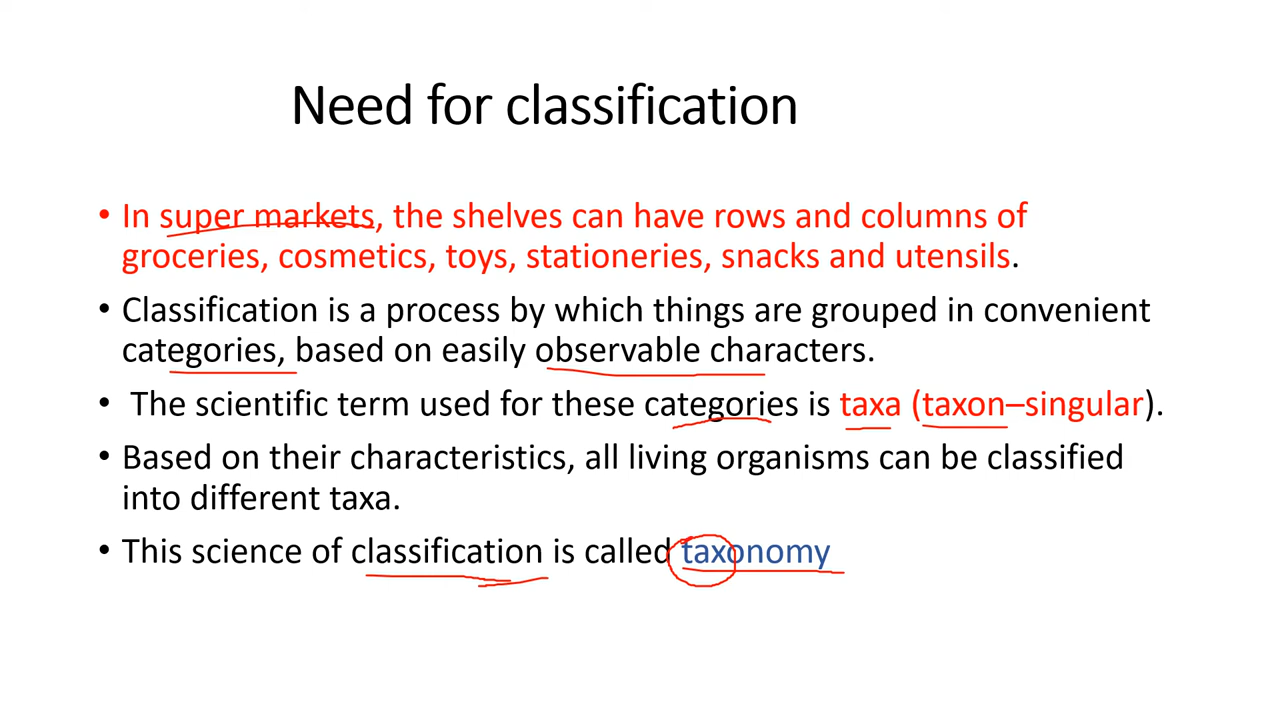 Need for classification
• In super markets, the shelves can have rows and columns of
groceries, cosmetics, toys, stationeries, snacks and utensils.
• Classification is a process by which things are grouped in convenient
categories, based on easily observable characters.
• The scientific term used for these categories is taxa (taxon–singular).
• Based on their characteristics, all living organisms can be classified
into different taxa.
• This science of classification is called taxonomy